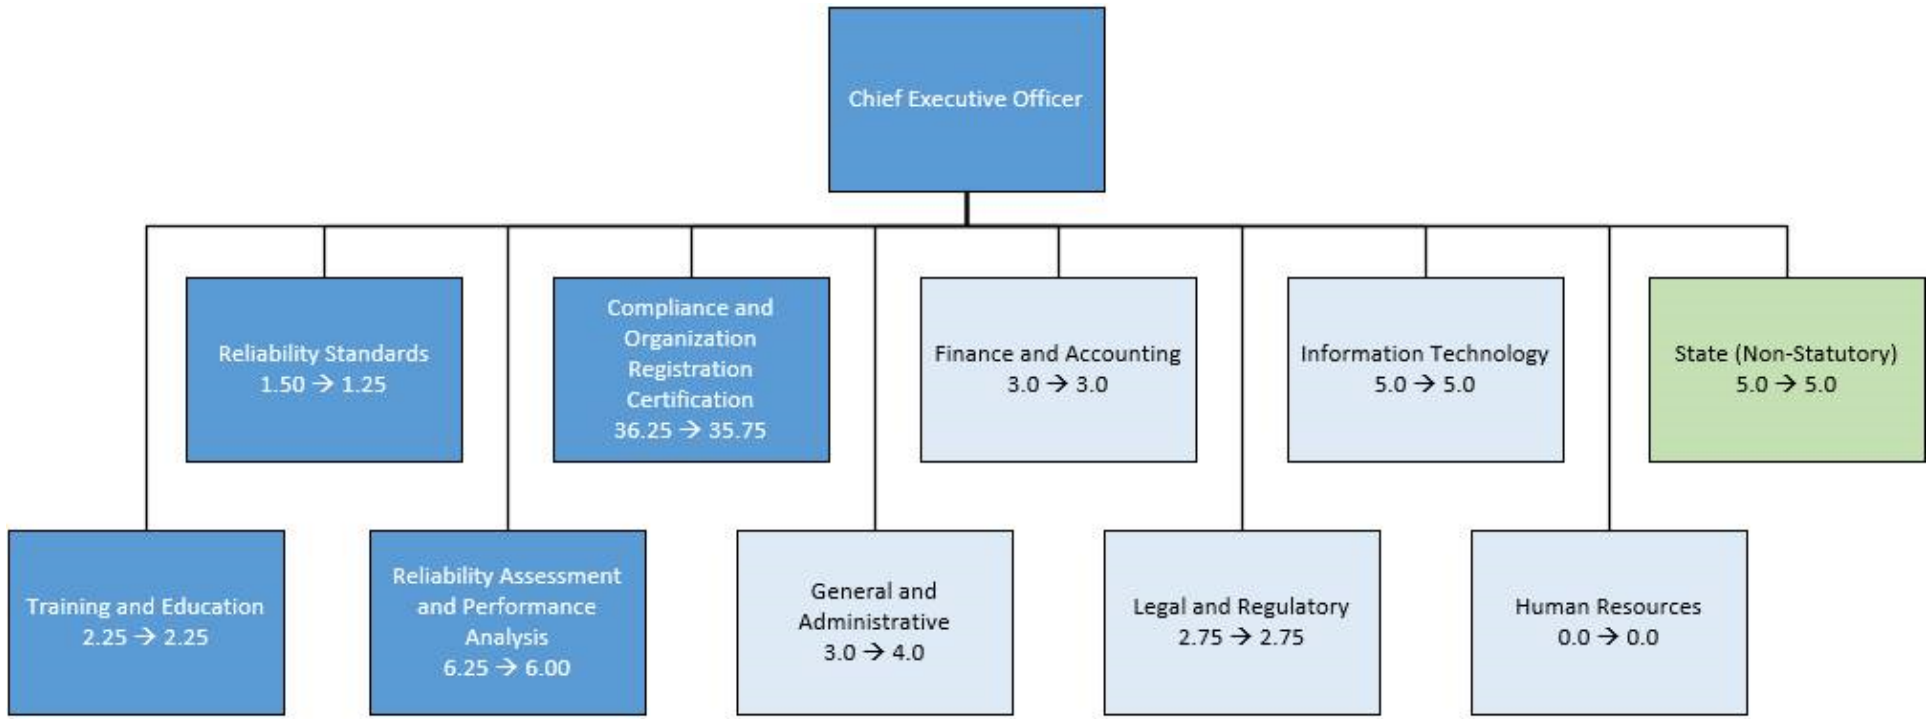 Chief Executive Officer
Reliability Standards
1.50 → 1.25
Compliance and
Organization
Registration
Certification
36.25 → 35.75
Finance and Accounting
3.0 → 3.0
Information Technology
5.0 → 5.0
State (Non-Statutory)
5.0 → 5.0
Training and Education
2.25 → 2.25
Reliability Assessment
and Performance
Analysis
6.25 → 6.00
General and
Administrative
3.0 → 4.0
Legal and Regulatory
2.75 → 2.75
Human Resources
0.0 → 0.0